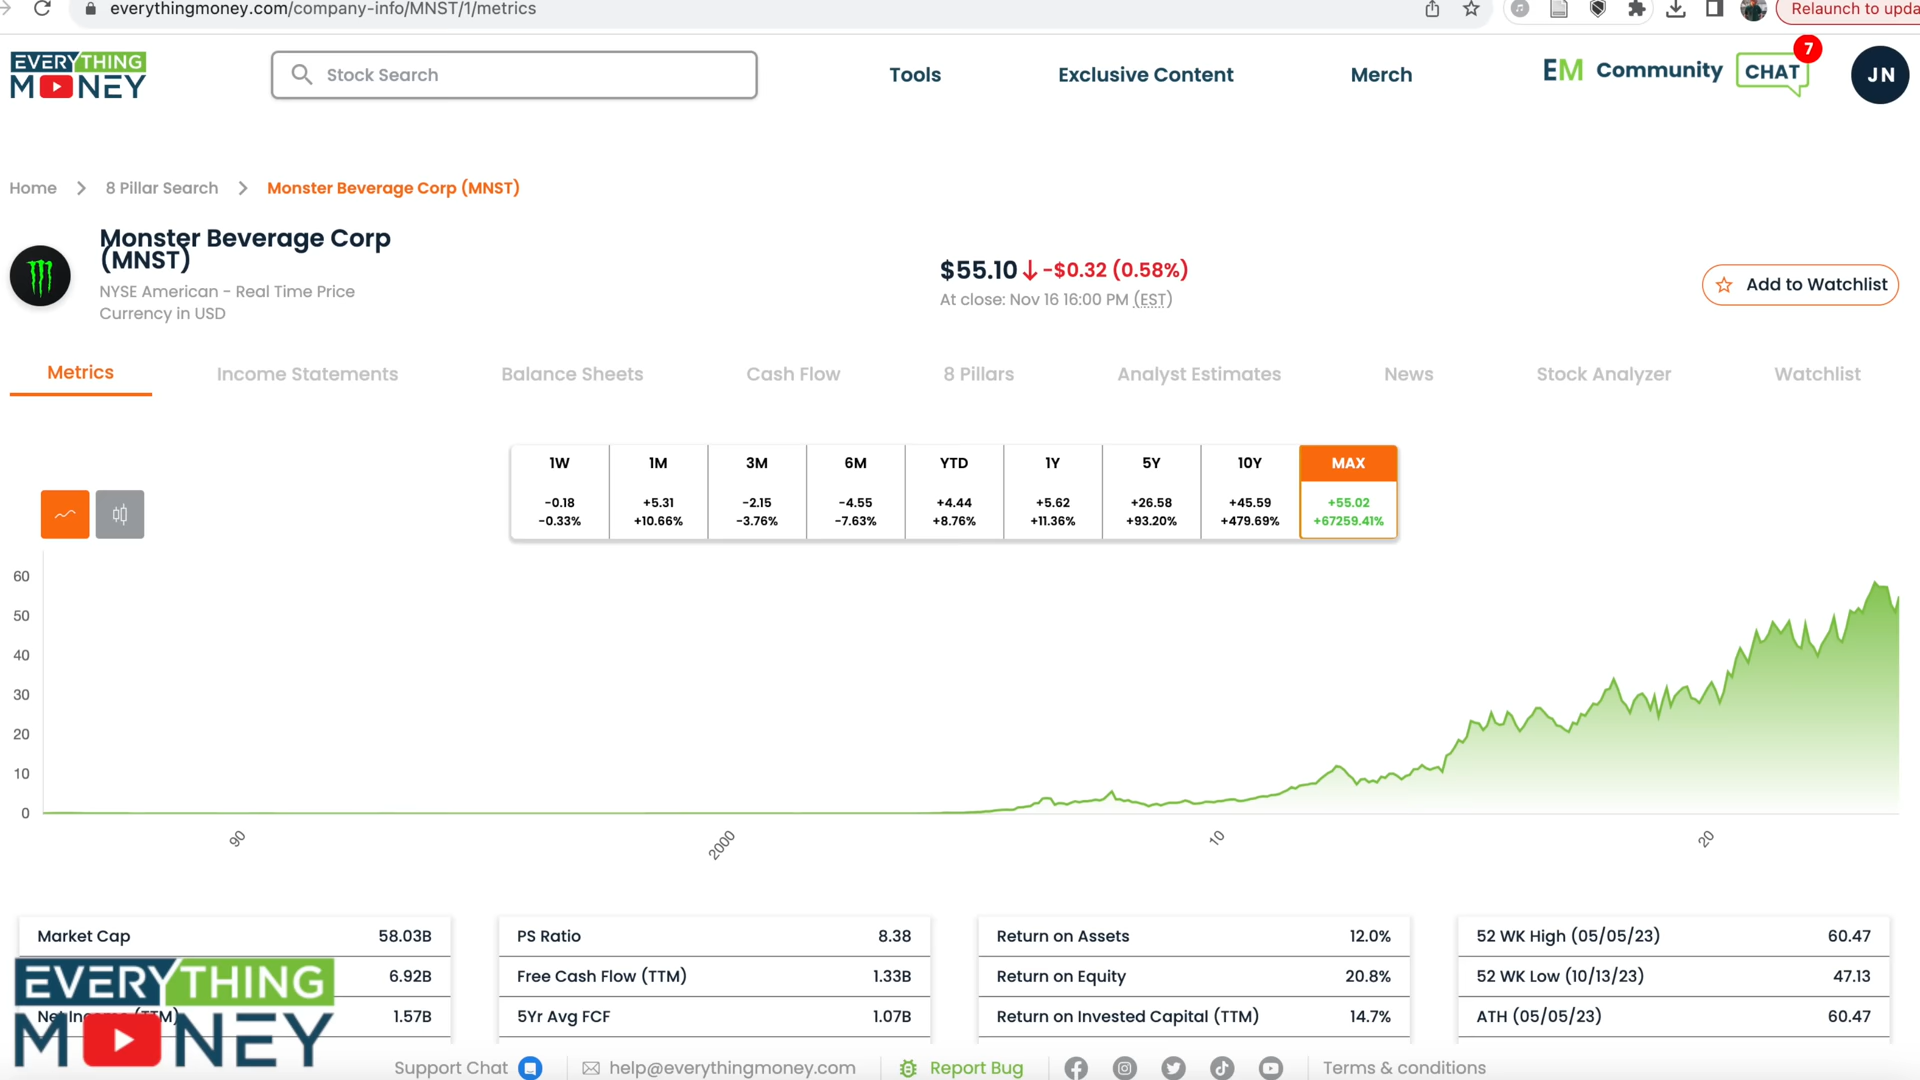 everythingmoney.com/company-info/MNST/1/metrics
Relaunch to upda
EVERYTHING
MONEY
Stock Search
Tools
Exclusive Content
Merch
EM Community
CHAT
7
JN
Home
8 Pillar Search
Monster Beverage Corp (MNST)
Monster Beverage Corp
(MNST)
NYSE American - Real Time Price
Currency in USD
$55.10 -$0.32 (0.58%)
At close: Nov 16 16:00 PM (EST)
Add to Watchlist
Metrics
Income Statements
Balance Sheets
Cash Flow
8 Pillars
Analyst Estimates
News
Stock Analyzer
Watchlist
1W 1M 3M 6M YTD 1Y 5Y 10Y MAX
-0.18 +5.31 -2.15 -4.55 +4.44 +5.62 +26.58 +45.59 +55.02
-0.33% +10.66% -3.76% -7.63% +8.76% +11.36% +93.20% +479.69% +67259.41%
60
50
40
30
20
10
0
90
2000
10
20
Market Cap 58.03B
6.92B
Net Income (TTM) 1.57B
PS Ratio 8.38
Free Cash Flow (TTM) 1.33B
5Yr Avg FCF 1.07B
Return on Assets 12.0%
Return on Equity 20.8%
Return on Invested Capital (TTM) 14.7%
52 WK High (05/05/23) 60.47
52 WK Low (10/13/23) 47.13
ATH (05/05/23) 60.47
EVERYTHING
MONEY
Support Chat
help@everythingmoney.com
Report Bug
Terms & conditions